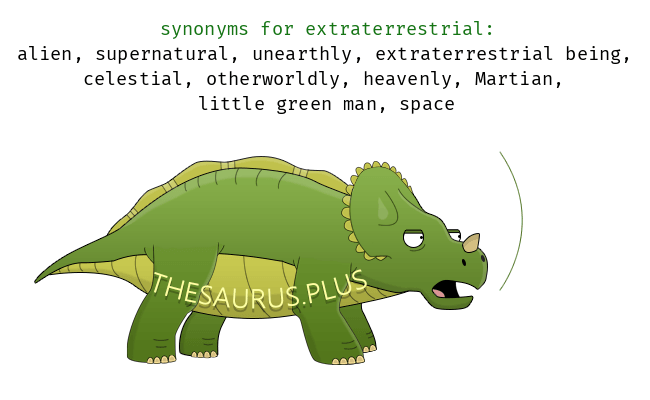 synonyms for extraterrestrial:
alien, supernatural, unearthly, extraterrestrial being,
celestial, otherworldly, heavenly, Martian,
little green man, space
THESAURUS.PLUS